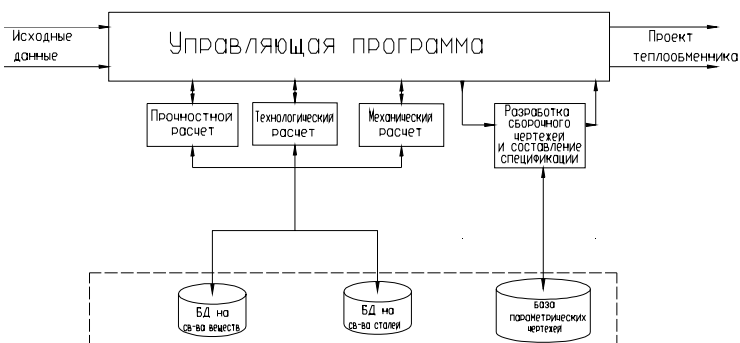 Исходные
данные
Управляющая программа
Проект
теплообменника
Прочностной
расчет
Технологический
расчет
Механический
расчет
Разработка
сборочного
чертежей
и составление
спецификации
БД на
св-ва веществ
БД на
св-ва сталей
База
параметрических
чертежей